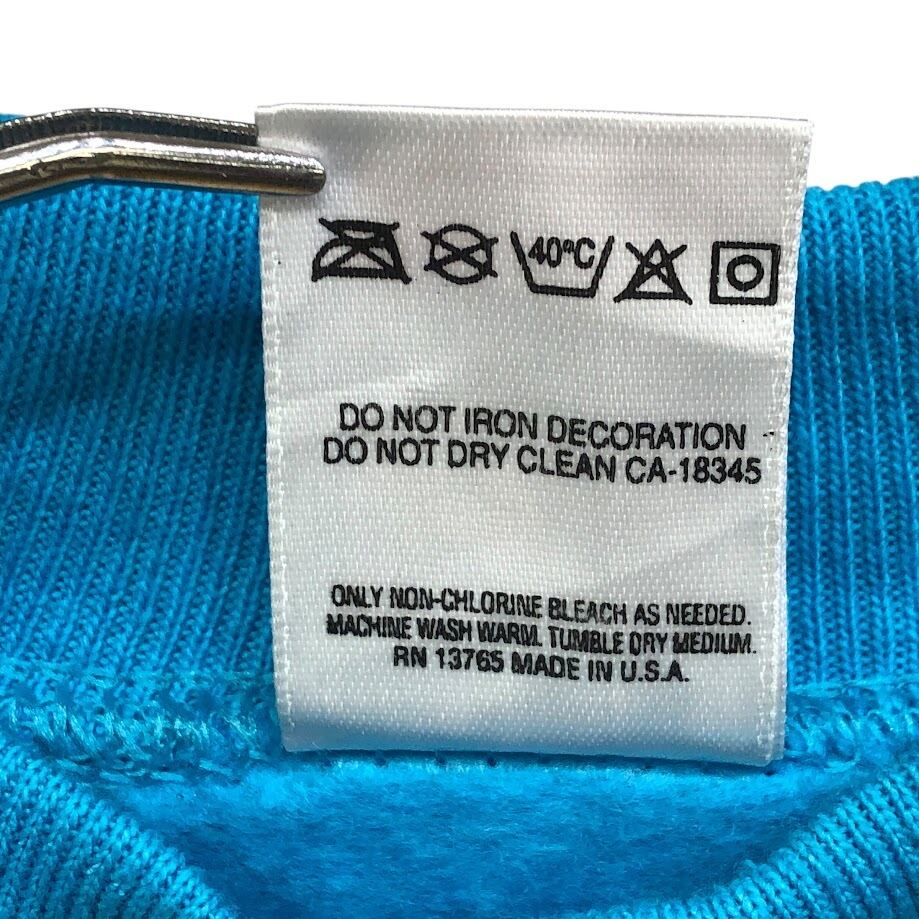 40°C
DO NOT IRON DECORATION
DO NOT DRY CLEAN CA-18345
ONLY NON-CHLORINE BLEACH AS NEEDED.
MACHINE WASH WARM. TUMBLE DRY MEDIUM.
RN 13765 MADE IN U.S.A.